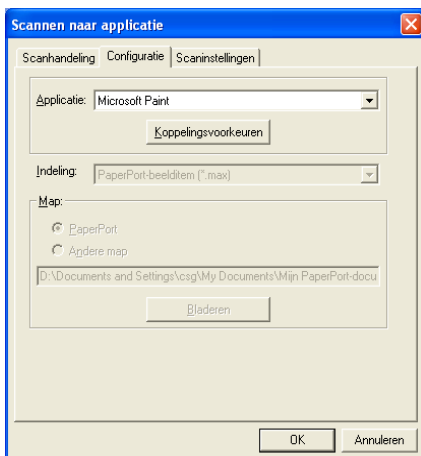 Scannen naar applicatie
Scanhandeling Configuratie Scaninstellingen
Applicatie: Microsoft Paint
Koppelingsvoorkeuren
Indeling: PaperPort-beelditem (*.max)
Map:
PaperPort
Andere map
D:\Documents and Settings\csg\My Documents\Mijn PaperPort-docu
Bladeren
OK Annuleren